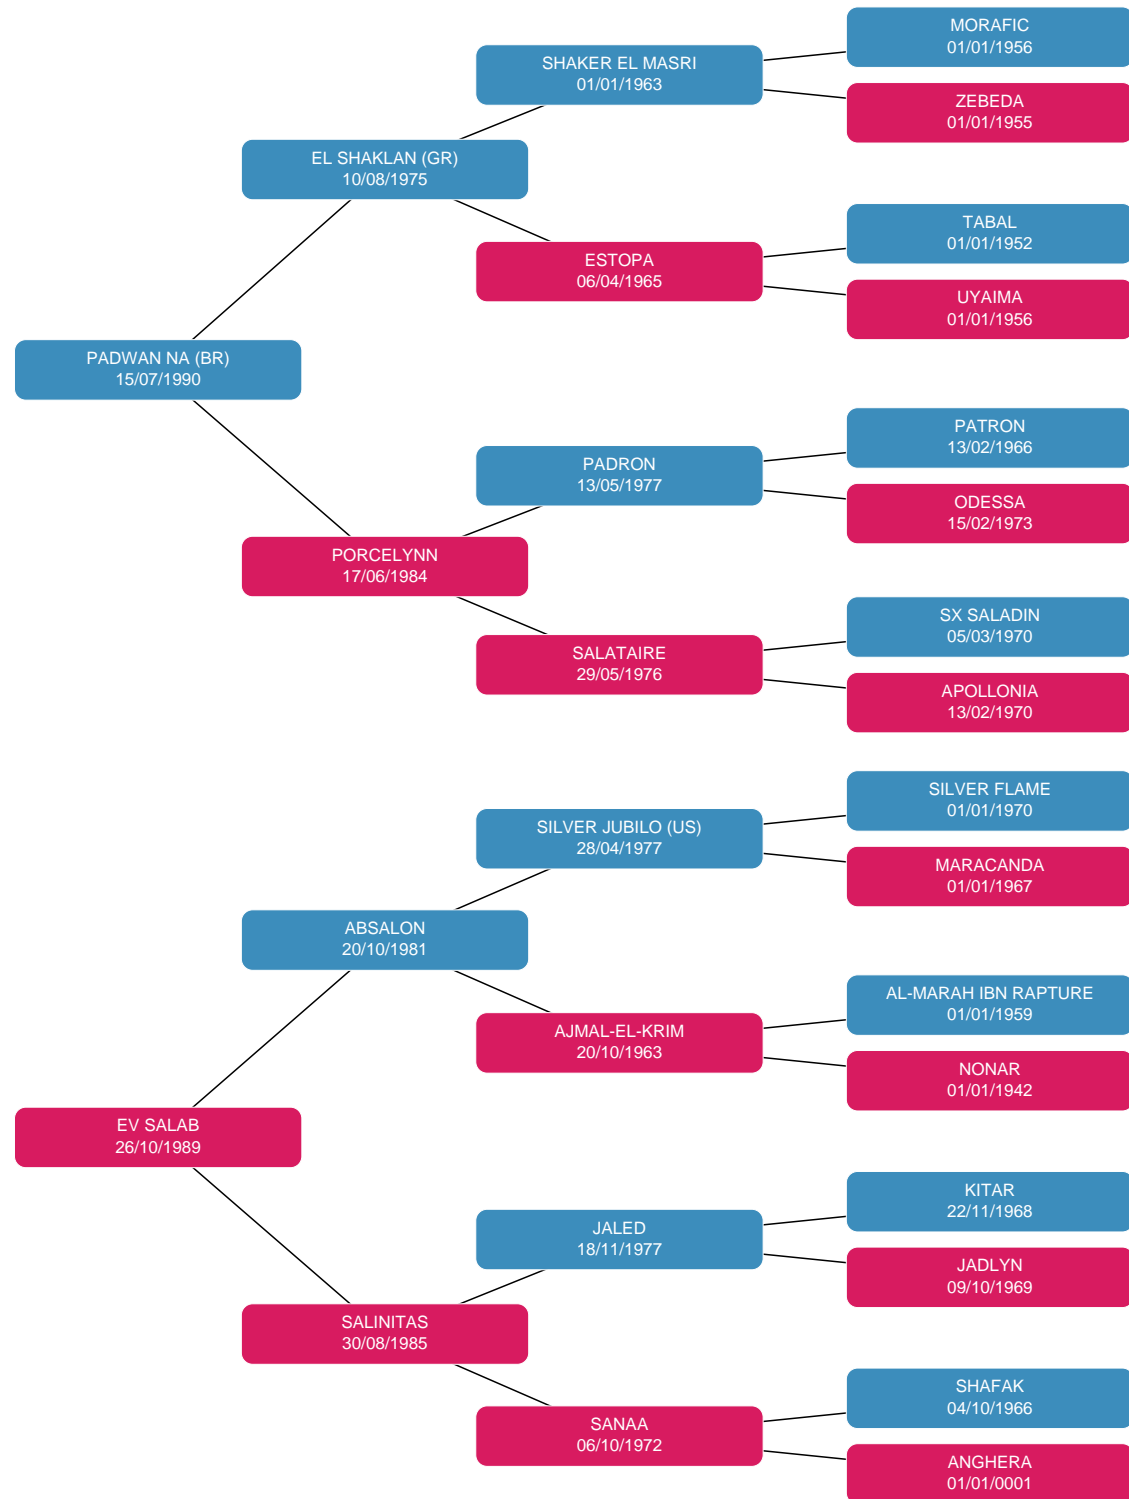 MORAFIC
01/01/1956
SHAKER EL MASRI
01/01/1963
ZEBEDA
01/01/1955
EL SHAKLAN (GR)
10/08/1975
TABAL
01/01/1952
ESTOPA
06/04/1965
UYAIMA
01/01/1956
PADWAN NA (BR)
15/07/1990
PATRON
13/02/1966
PADRON
13/05/1977
ODESSA
15/02/1973
PORCELYNN
17/06/1984
SX SALADIN
05/03/1970
SALATAIRE
29/05/1976
APOLLONIA
13/02/1970
SILVER FLAME
01/01/1970
SILVER JUBILO (US)
28/04/1977
MARACANDA
01/01/1967
ABSALON
20/10/1981
AL-MARAH IBN RAPTURE
01/01/1959
AJMAL-EL-KRIM
20/10/1963
NONAR
01/01/1942
EV SALAB
26/10/1989
KITAR
22/11/1968
JALED
18/11/1977
JADLYN
09/10/1969
SALINITAS
30/08/1985
SHAFAK
04/10/1966
SANAA
06/10/1972
ANGHERA
01/01/0001